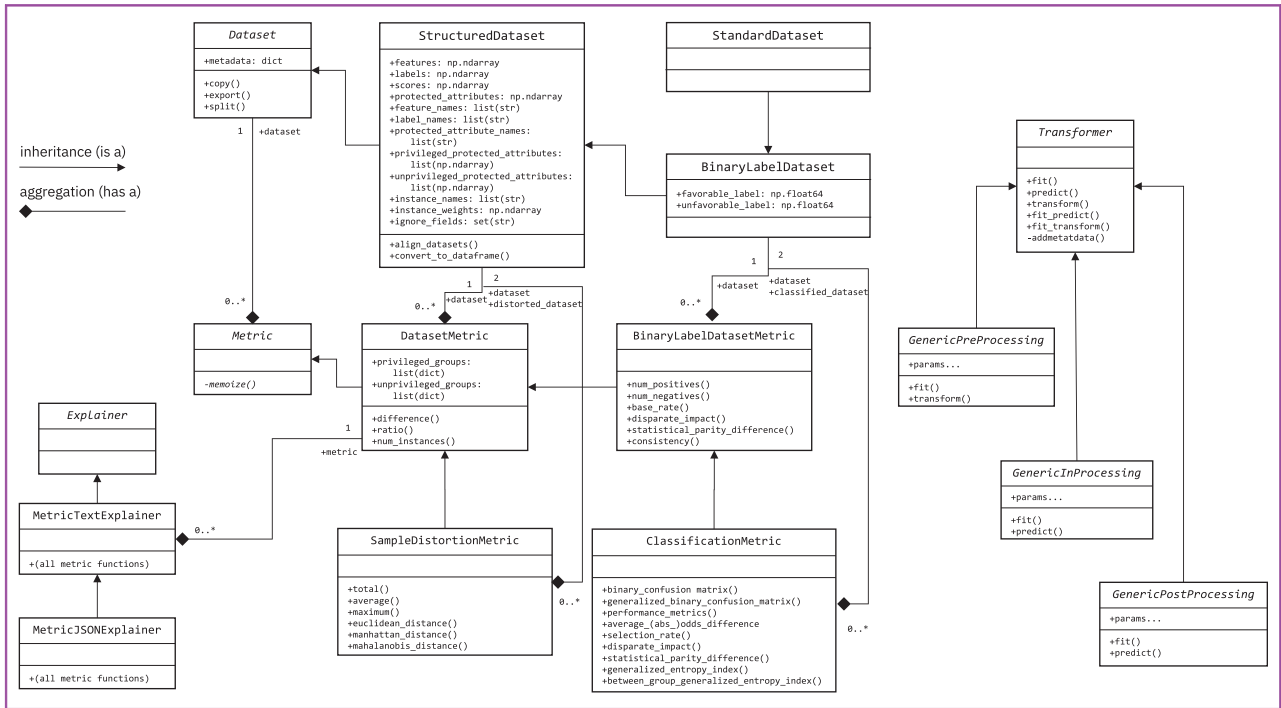 Dataset
+metadata: dict
+copy()
+export()
+split()
1
+dataset
0..*
StructuredDataset
+features: np.ndarray
+labels: np.ndarray
+scores: np.ndarray
+protected_attributes: np.ndarray
+feature_names: list(str)
+label_names: list(str)
+protected_attribute_names:
list(str)
+privileged_protected_attributes:
list(np.ndarray)
+unprivileged_protected_attributes:
list(np.ndarray)
+instance_names: list(str)
+instance_weights: np.ndarray
+ignore_fields: set(str)
+align_datasets()
+convert_to_dataframe()
1
2
+dataset
+dataset
+distorted_dataset
0..*
StandardDataset
BinaryLabelDataset
+favorable_label: np.float64
+unfavorable_label: np.float64
1
2
+dataset
+dataset
+classified_dataset
0..*
inheritance (is a)
aggregation (has a)
Metric
-memoize()
DatasetMetric
+privileged_groups:
list(dict)
+unprivileged_groups:
list(dict)
+difference()
+ratio()
+num_instances()
1
+metric
0..*
BinaryLabelDatasetMetric
+num_positives()
+num_negatives()
+base_rate()
+disparate_impact()
+statistical_parity_difference()
+consistency()
Explainer
MetricTextExplainer
+(all metric functions)
MetricJSONExplainer
+(all metric functions)
SampleDistortionMetric
+total()
+average()
+maximum()
+euclidean_distance()
+manhattan_distance()
+mahalanobis_distance()
0..*
ClassificationMetric
+binary_confusion matrix()
+generalized_binary_confusion_matrix()
+performance_metrics()
+average_(abs_)odds_difference
+selection_rate()
+disparate_impact()
+statistical_parity_difference()
+generalized_entropy_index()
+between_group_generalized_entropy_index()
Transformer
+fit()
+predict()
+transform()
+fit_predict()
+fit_transform()
-addmetatdata()
GenericPreProcessing
+params...
+fit()
+transform()
GenericInProcessing
+params...
+fit()
+predict()
GenericPostProcessing
+params...
+fit()
+predict()